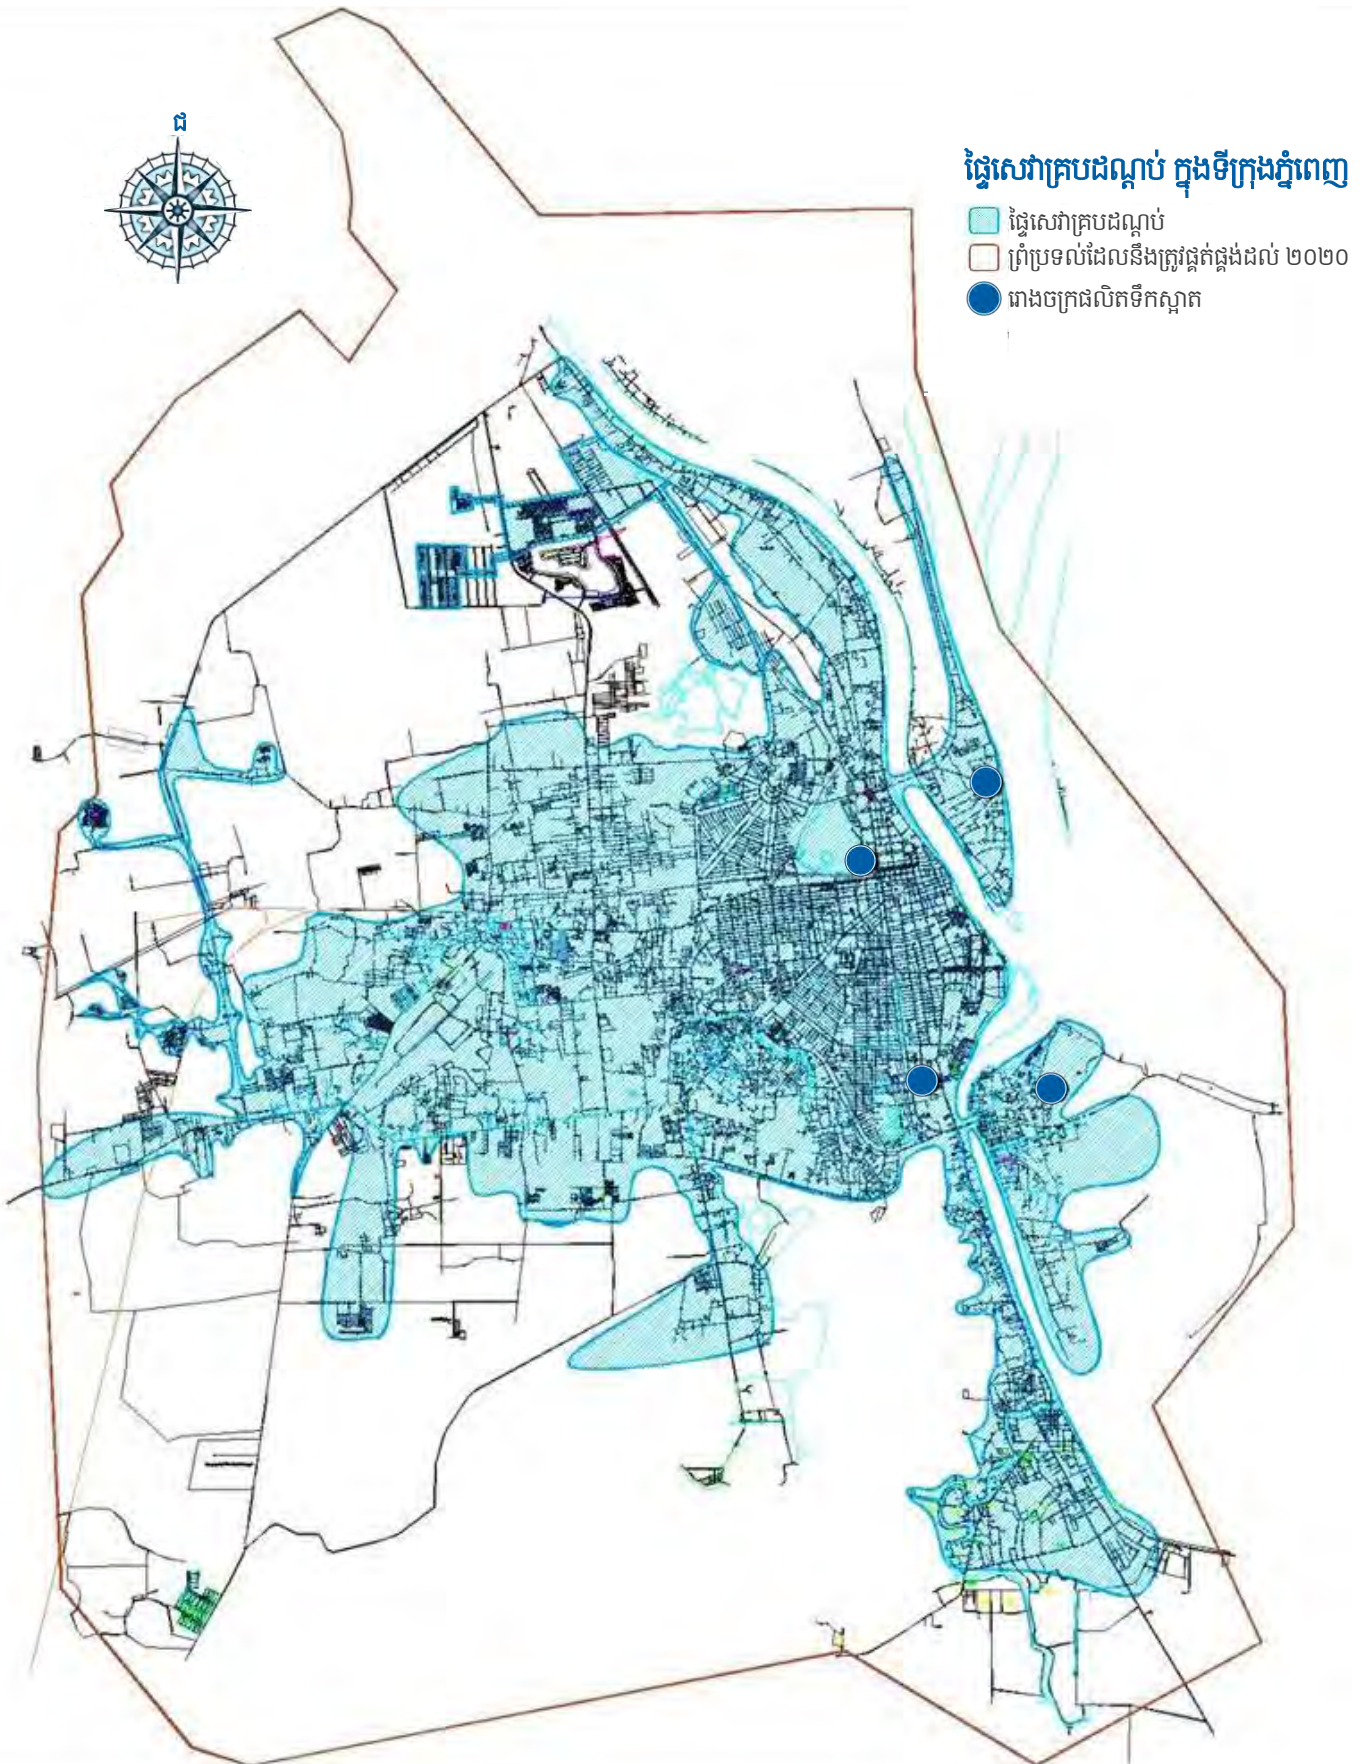 ជ
ផ្ទៃសេវាគ្របដណ្តប់ ក្នុងទីក្រុងភ្នំពេញ
ផ្ទៃសេវាគ្របដណ្តប់
ព្រំប្រទល់ដែលនឹងត្រូវផ្គត់ផ្គង់ដល់ ២០២០
រោងចក្រផលិតទឹកស្អាត